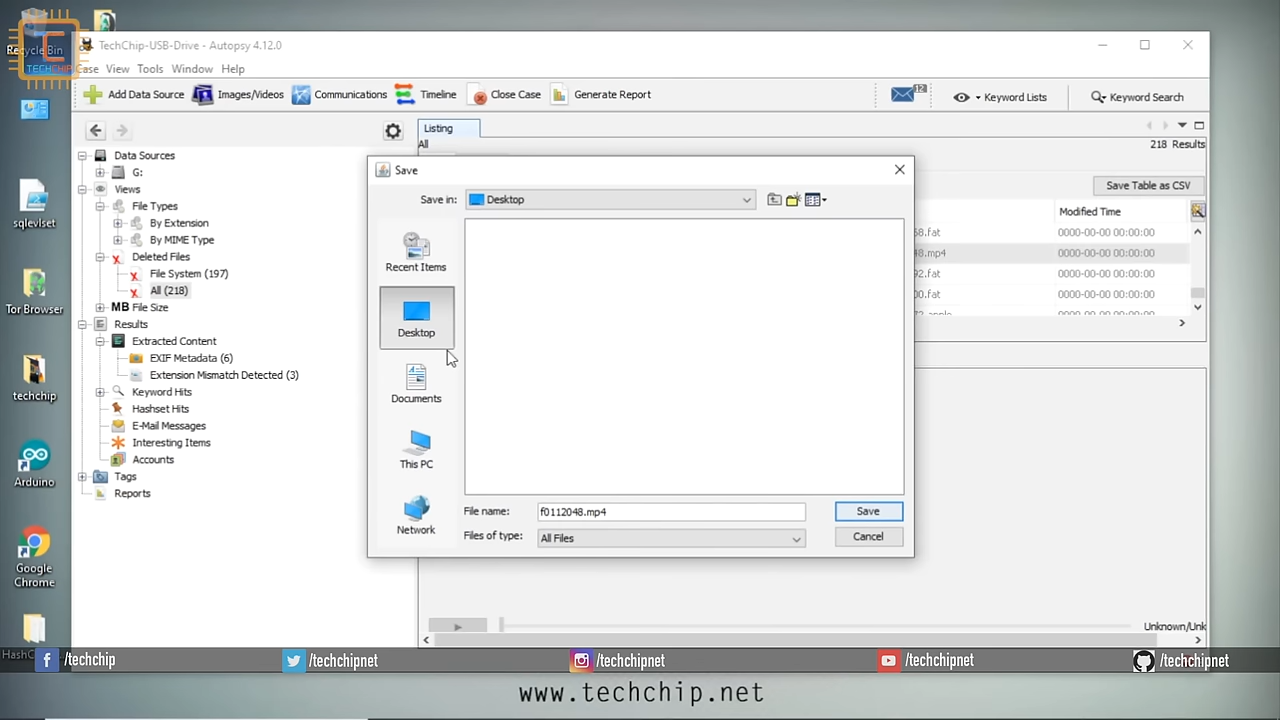 Recycle Bin
TECHCHIP
TechChip-USB-Drive - Autopsy 4.12.0
Case View Tools Window Help
Add Data Source Images/Videos Communications Timeline Close Case Generate Report 12 Keyword Lists Keyword Search
Data Sources
G:
Views
File Types
By Extension
By MIME Type
Deleted Files
File System (197)
All (218)
MB File Size
Results
Extracted Content
EXIF Metadata (6)
Extension Mismatch Detected (3)
Keyword Hits
Hashset Hits
E-Mail Messages
Interesting Items
Accounts
Tags
Reports
Listing
All
218 Results
Save Table as CSV
Modified Time
8.fat 0000-00-00 00:00:00
8.mp4 0000-00-00 00:00:00
2.fat 0000-00-00 00:00:00
0.fat 0000-00-00 00:00:00
Save
Save in: Desktop
Recent Items
Desktop
Documents
This PC
Network
File name: f0112048.mp4 Save
Files of type: All Files Cancel
Unknown/Unk
sqlevlset
Tor Browser
techchip
Arduino
Google
Chrome
/techchip /techchipnet /techchipnet /techchipnet /techchipnet
www.techchip.net